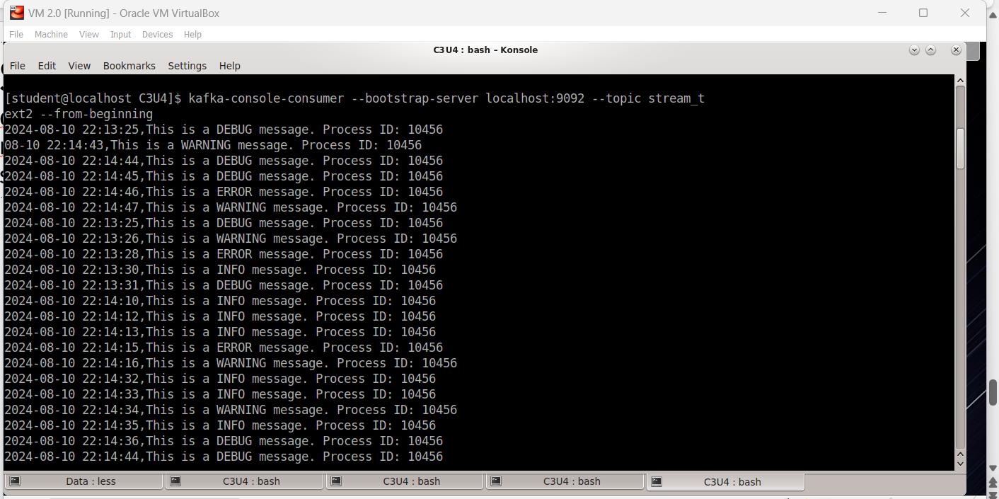 VM 2.0 [Running] - Oracle VM VirtualBox
File Machine View Input Devices Help
C3U4 : bash – Konsole
File Edit View Bookmarks Settings Help
[student@localhost C3U4]$ kafka-console-consumer --bootstrap-server localhost:9092 --topic stream_t
ext2 --from-beginning
2024-08-10 22:13:25,This is a DEBUG message. Process ID: 10456
08-10 22:14:43,This is a WARNING message. Process ID: 10456
2024-08-10 22:14:44,This is a DEBUG message. Process ID: 10456
2024-08-10 22:14:45,This is a DEBUG message. Process ID: 10456
2024-08-10 22:14:46,This is a ERROR message. Process ID: 10456
2024-08-10 22:14:47,This is a WARNING message. Process ID: 10456
2024-08-10 22:13:25,This is a DEBUG message. Process ID: 10456
2024-08-10 22:13:26,This is a WARNING message. Process ID: 10456
2024-08-10 22:13:28,This is a ERROR message. Process ID: 10456
2024-08-10 22:13:30,This is a INFO message. Process ID: 10456
2024-08-10 22:13:31,This is a DEBUG message. Process ID: 10456
2024-08-10 22:14:10,This is a INFO message. Process ID: 10456
2024-08-10 22:14:12,This is a INFO message. Process ID: 10456
2024-08-10 22:14:13,This is a INFO message. Process ID: 10456
2024-08-10 22:14:15,This is a ERROR message. Process ID: 10456
2024-08-10 22:14:16,This is a WARNING message. Process ID: 10456
2024-08-10 22:14:32,This is a INFO message. Process ID: 10456
2024-08-10 22:14:33,This is a INFO message. Process ID: 10456
2024-08-10 22:14:34,This is a WARNING message. Process ID: 10456
2024-08-10 22:14:35,This is a INFO message. Process ID: 10456
2024-08-10 22:14:36,This is a DEBUG message. Process ID: 10456
2024-08-10 22:14:44,This is a DEBUG message. Process ID: 10456
Data : less C3U4 : bash C3U4 : bash C3U4 : bash C3U4 : bash